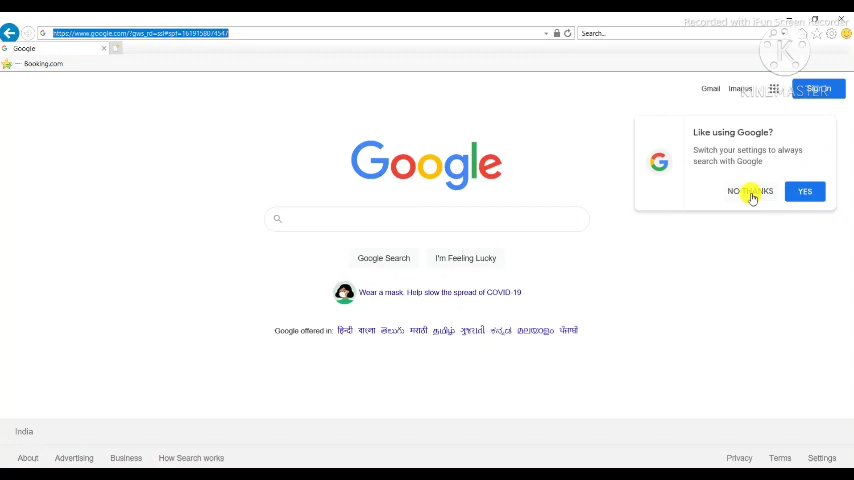 Recorded with iFun Screen Recorder
https://www.google.com/?gws_rd=ssl#spf=1619158074547
Search...
Google
Booking.com
KINEMASTER
Gmail Images Sign in
Like using Google?
Switch your settings to always
search with Google
NO THANKS YES
Google
Google Search I'm Feeling Lucky
Wear a mask. Help slow the spread of COVID-19
Google offered in: हिन्दी বাংলা తెలుగు मराठी தமிழ் ગુજરાતી ಕನ್ನಡ മലയാളം ਪੰਜਾਬੀ
India
About Advertising Business How Search works Privacy Terms Settings